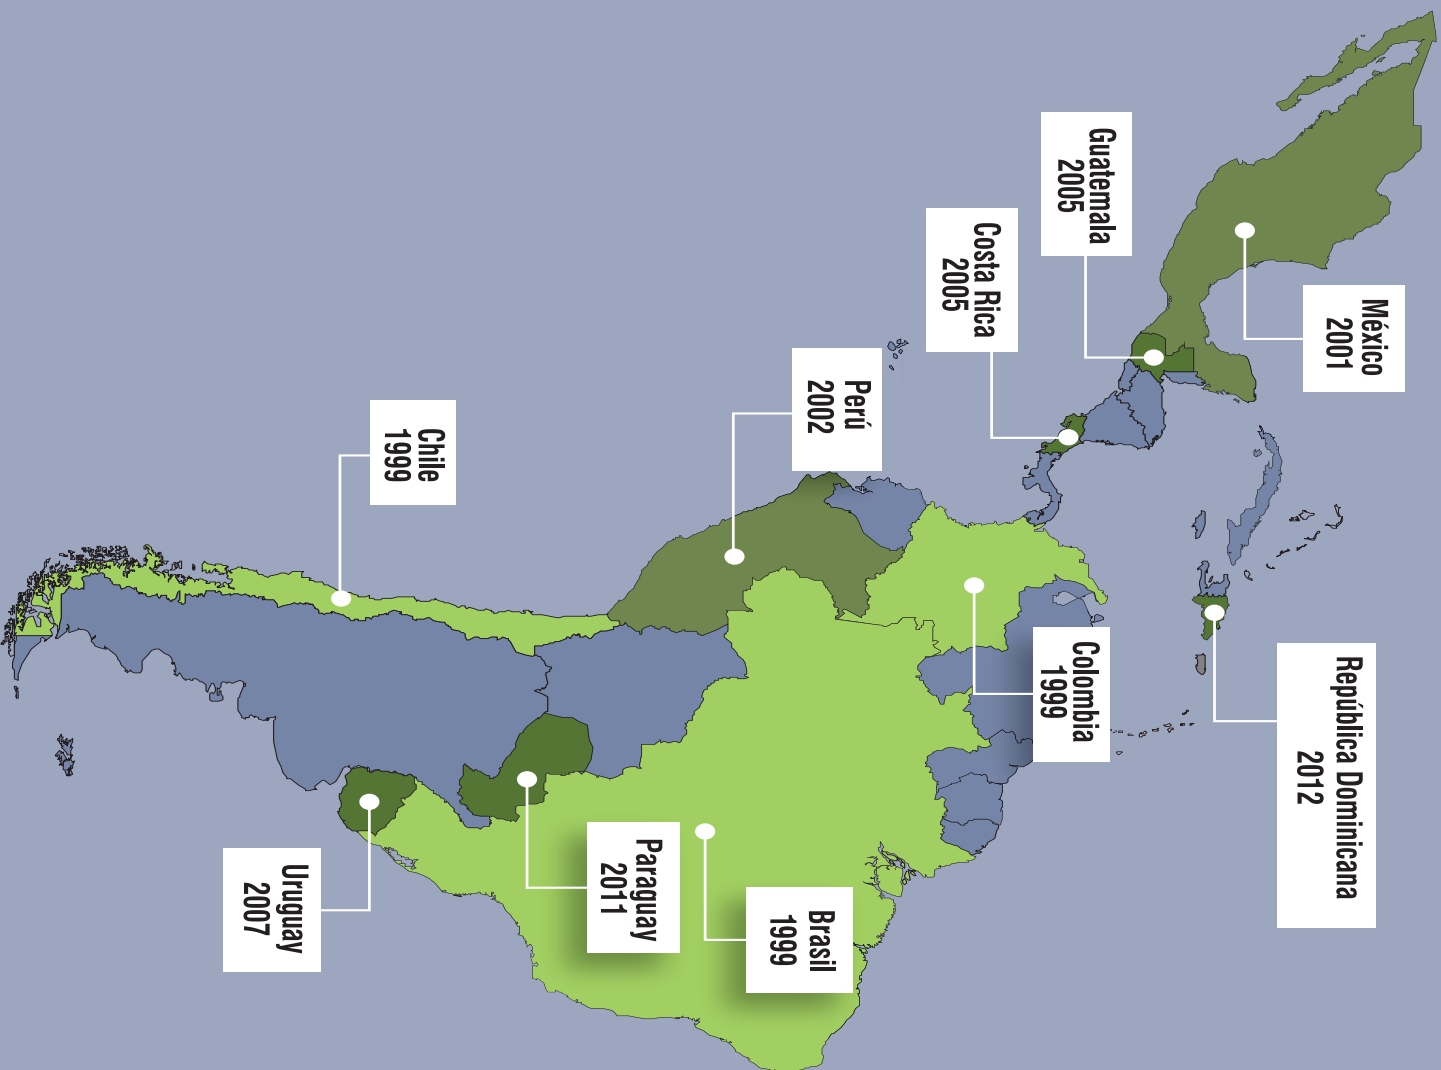 México
2001
Guatemala
2005
Costa Rica
2005
República Dominicana
2012
Perú
2002
Colombia
1999
Chile
1999
Brasil
1999
Paraguay
2011
Uruguay
2007